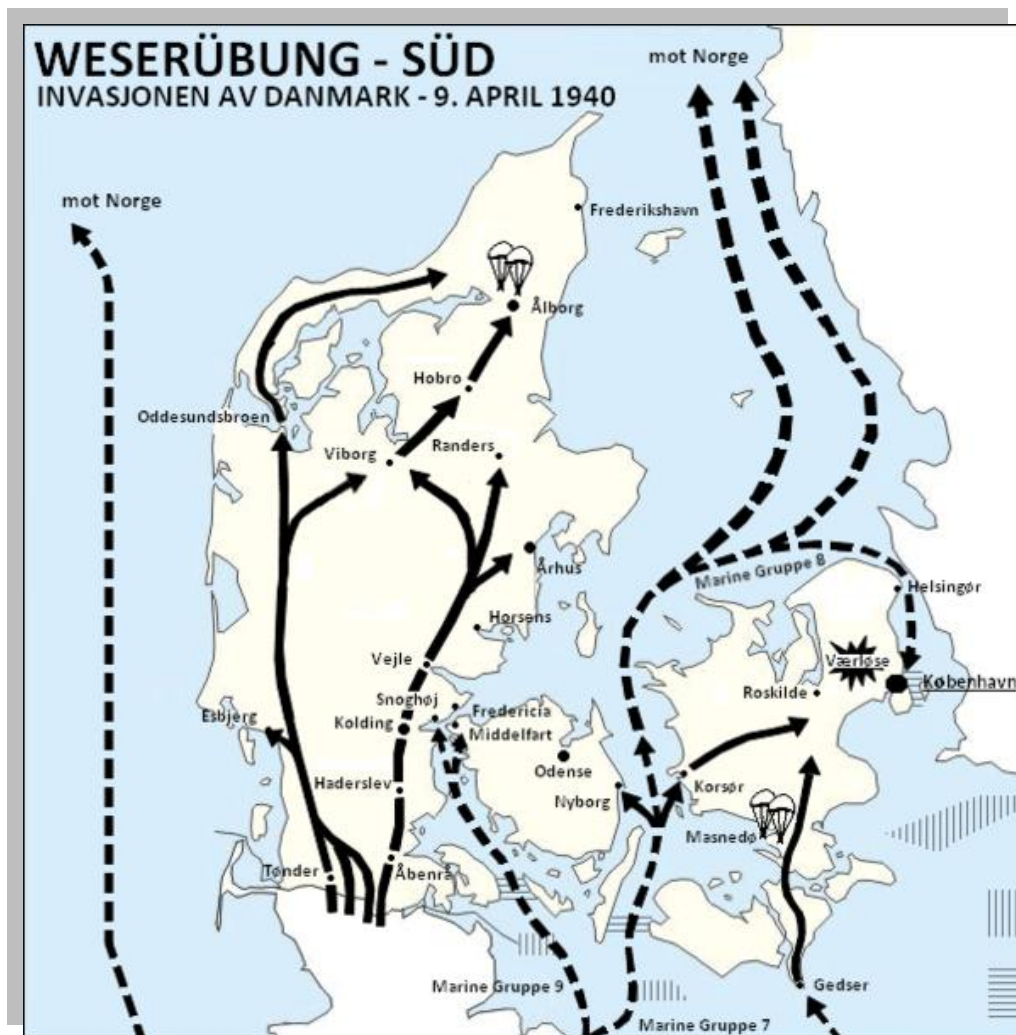 WESERÜBUNG - SÜD
INVASJONEN AV DANMARK - 9. APRIL 1940
mot Norge
mot Norge
Frederikshavn
Ålborg
Hobro
Oddesundsbroen
Viborg
Randers
Århus
Marine Gruppe 8
Helsingør
Horsens
Vejle
Værløse
København
Snoghøj
Roskilde
Esbjerg
Kolding
Fredericia
Middelfart
Odense
Haderslev
Nyborg
Korsør
Masnedø
Tønder
Åbenrå
Marine Gruppe 9
Gedser
Marine Gruppe 7